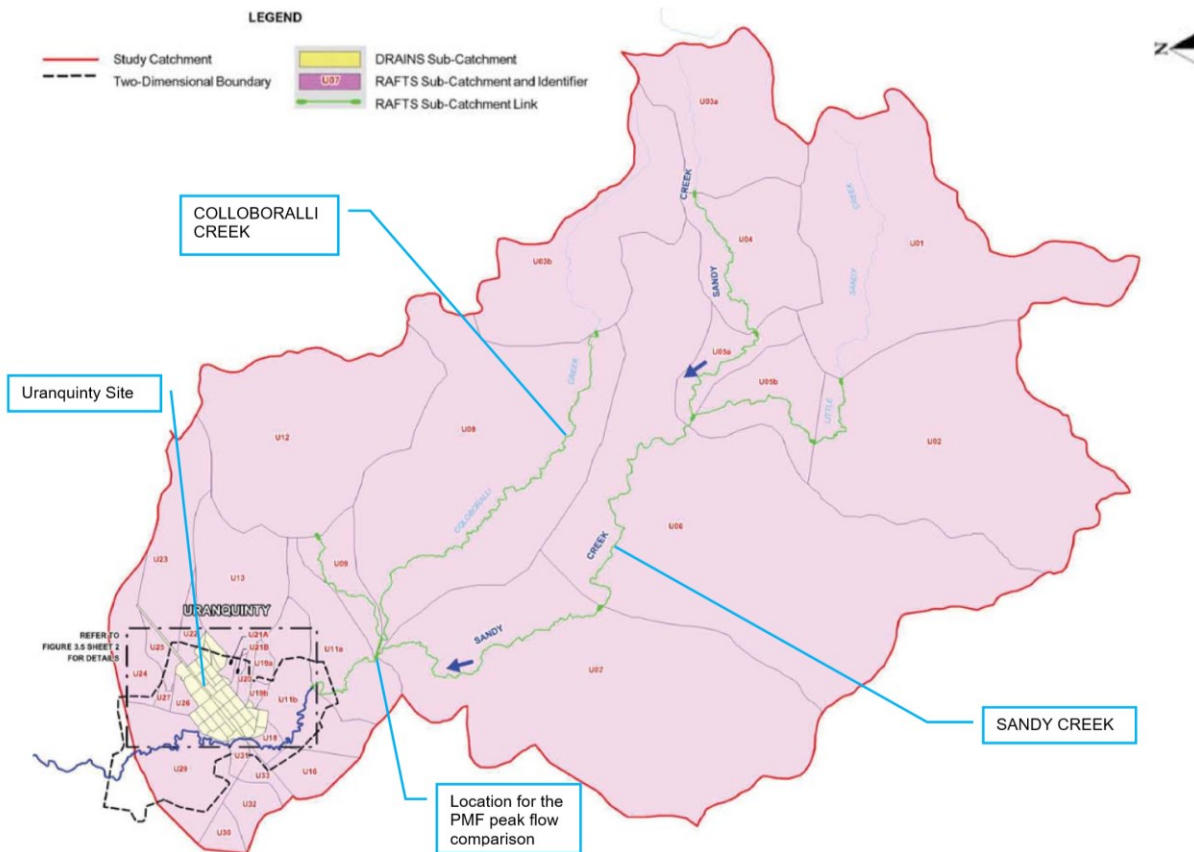 LEGEND
Study Catchment
Two-Dimensional Boundary
DRAINS Sub-Catchment
U07
RAFTS Sub-Catchment and Identifier
RAFTS Sub-Catchment Link
N
U03a
COLLOBORALLI
CREEK
CREEK
CREEK
U04
U01
U03b
SANDY
SANDY
U05a
Uranquinty Site
CREEK
U05b
LITTLE
U12
U08
U02
COLOBORALLI
U06
CREEK
U23
U09
U13
URANQUINTY
REFER TO
FIGURE 3.5 SHEET 2
FOR DETAILS
U22
U21A
U25
U21B
U11a
SANDY
U19a
U24
U20
U07
U27
U26
U19b
U11b
SANDY CREEK
U18
U31
U29
U33
U16
Location for the
PMF peak flow
comparison
U32
U30